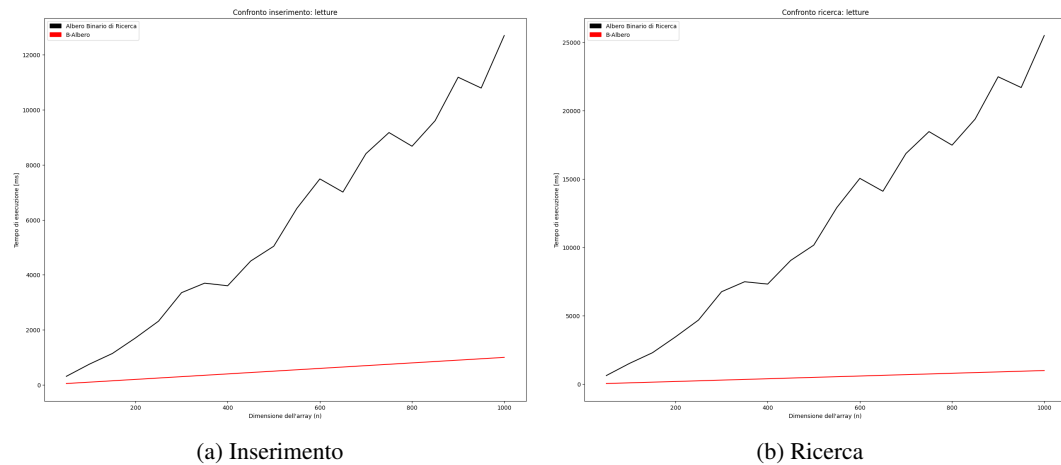 Confronto inserimento: letture
Albero Binario di Ricerca
B-Albero
12000
10000
8000
6000
4000
2000
0
Tempo di esecuzione [ms]
200
400
600
800
1000
Dimensione dell'array (n)
(a) Inserimento
Confronto ricerca: letture
Albero Binario di Ricerca
B-Albero
25000
20000
15000
10000
5000
0
Tempo di esecuzione [ms]
200
400
600
800
1000
Dimensione dell'array (n)
(b) Ricerca